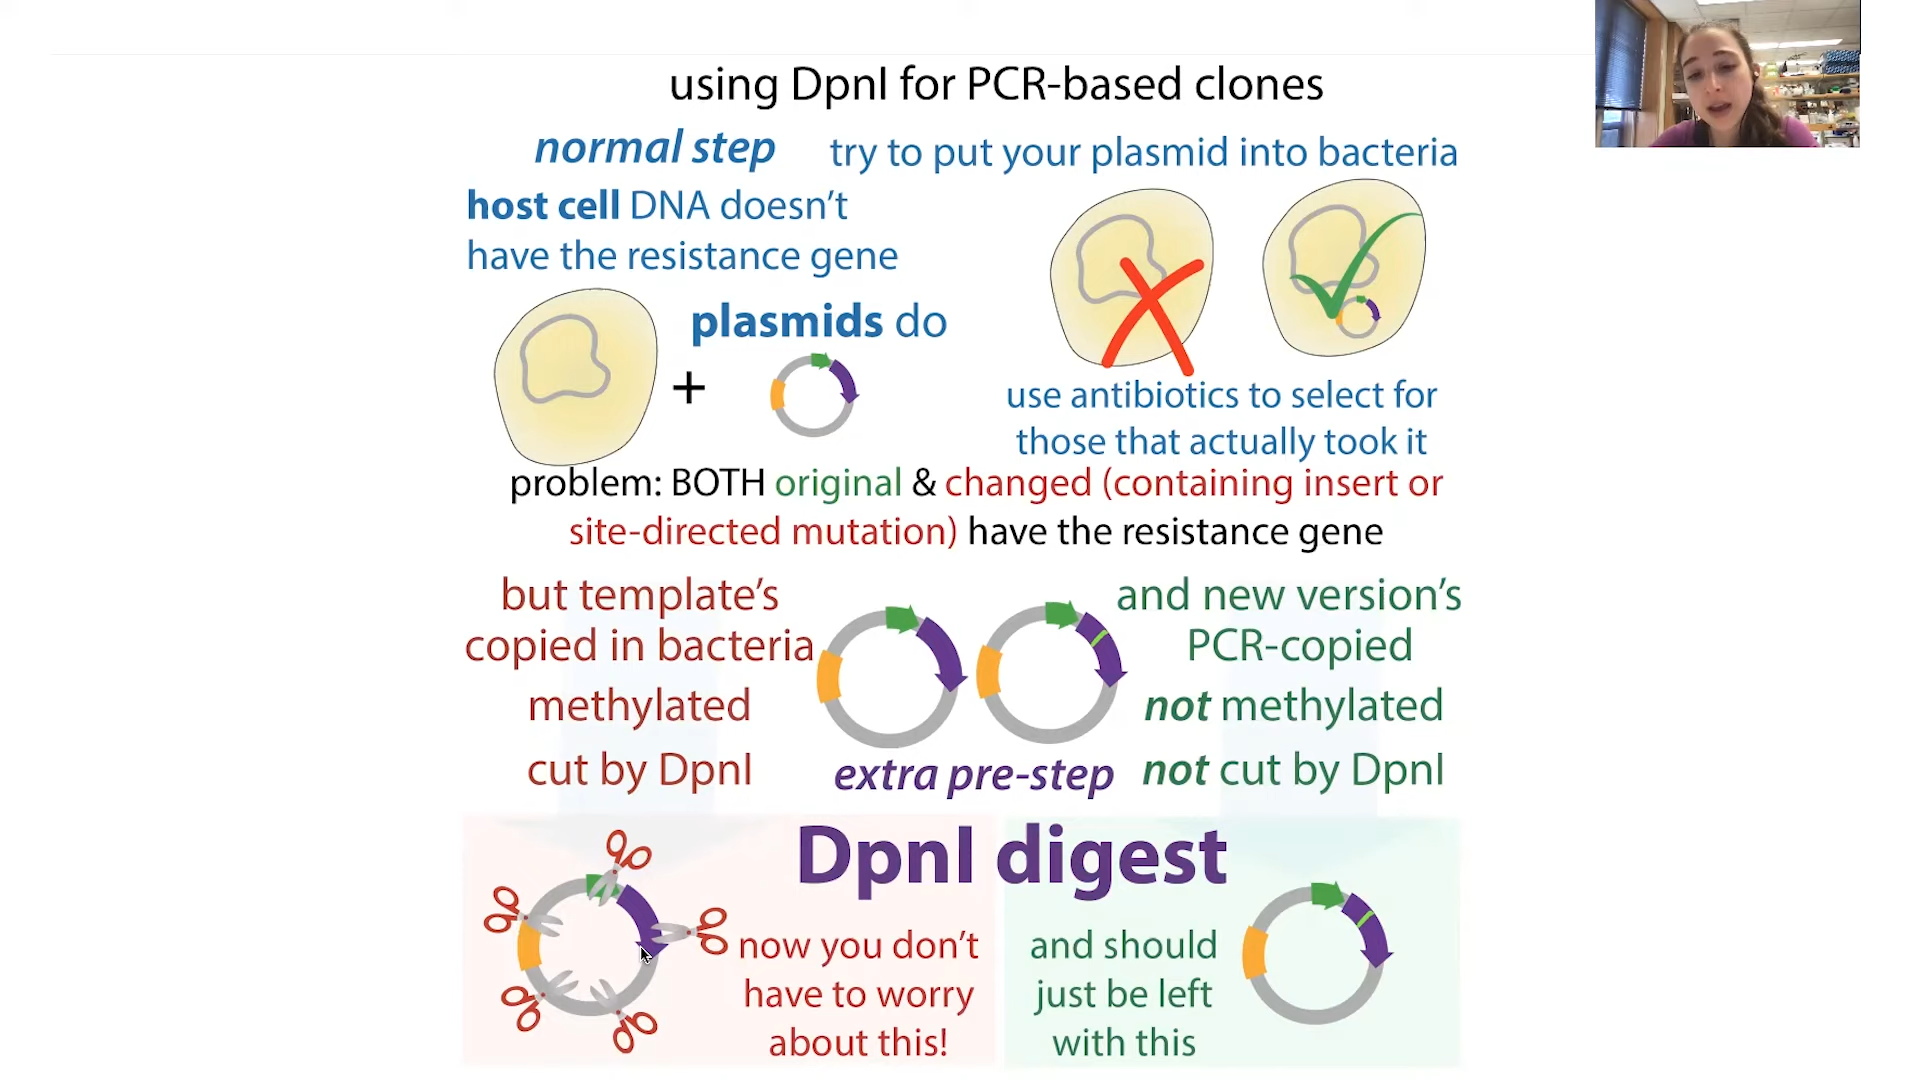 using DpnI for PCR-based clones
normal step
try to put your plasmid into bacteria
host cell DNA doesn't
have the resistance gene
plasmids do
+
use antibiotics to select for
those that actually took it
problem: BOTH original & changed (containing insert or
site-directed mutation) have the resistance gene
but template's
copied in bacteria
methylated
cut by DpnI
extra pre-step
and new version's
PCR-copied
not methylated
not cut by DpnI
DpnI digest
now you don't
have to worry
about this!
and should
just be left
with this